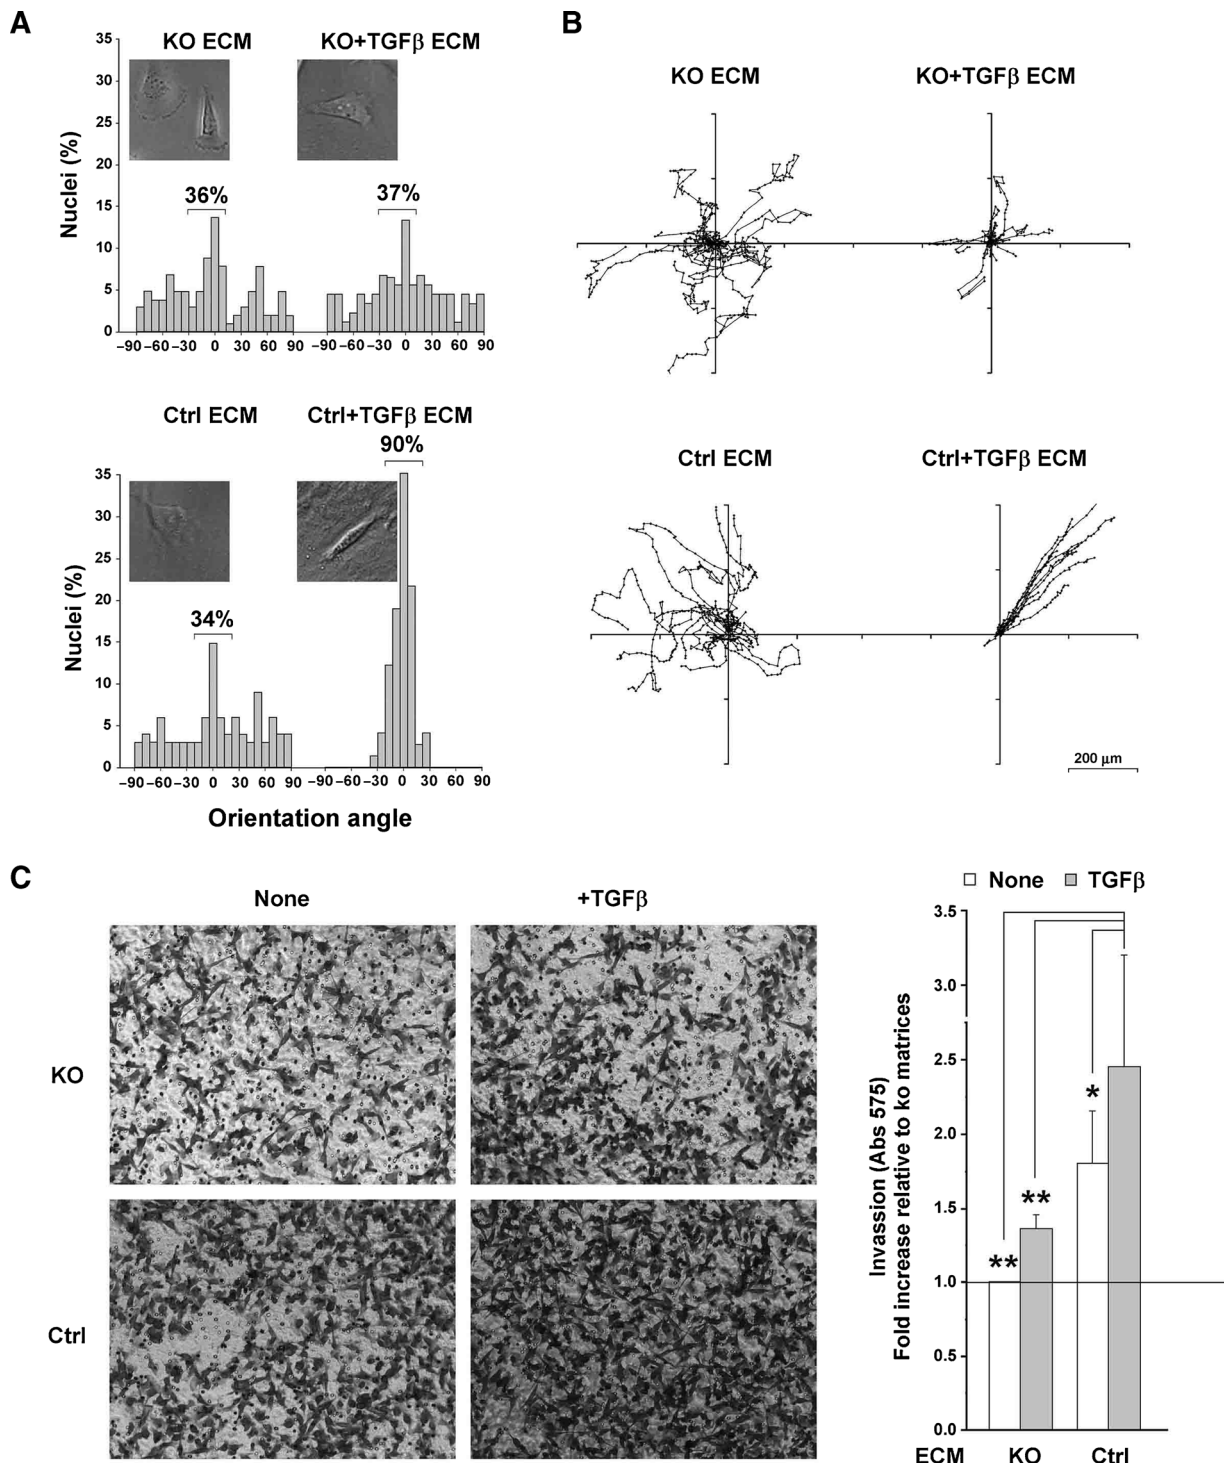 A
KO ECM
KO+TGFβ ECM
35
30
25
20
15
10
5
0
Nuclei (%)
36%
37%
−90 −60 −30 0 30 60 90
−90 −60 −30 0 30 60 90
Ctrl ECM
Ctrl+TGFβ ECM
90%
35
30
25
20
15
10
5
0
Nuclei (%)
34%
−90 −60 −30 0 30 60 90
−90 −60 −30 0 30 60 90
Orientation angle
B
KO ECM
KO+TGFβ ECM
Ctrl ECM
Ctrl+TGFβ ECM
200 μm
C
None
+TGFβ
KO
Ctrl
None
TGFβ
3.5
3.0
2.5
2.0
1.5
1.0
0.5
0.0
Invassion (Abs 575)
Fold increase relative to ko matrices
**
**
*
ECM KO Ctrl